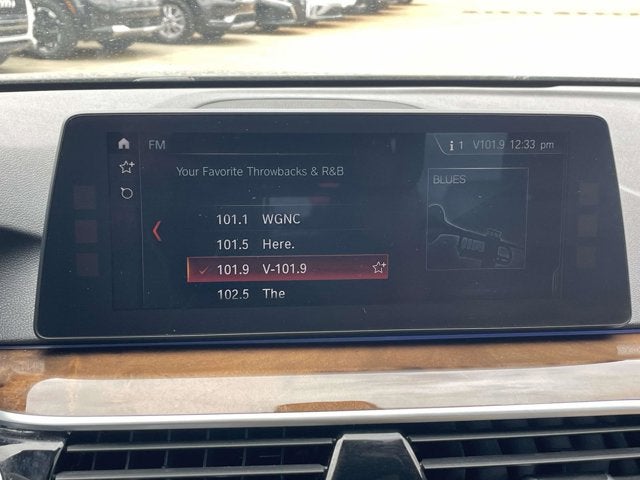 FM
i 1 V101.9 12:33 pm
Your Favorite Throwbacks & R&B
BLUES
101.1 WGNC
101.5 Here.
101.9 V-101.9
102.5 The